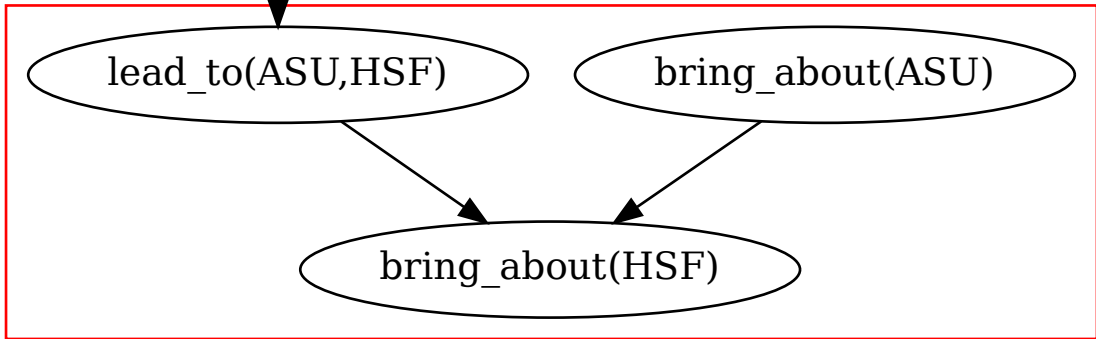 lead_to(ASU,HSF)
bring_about(ASU)
bring_about(HSF)